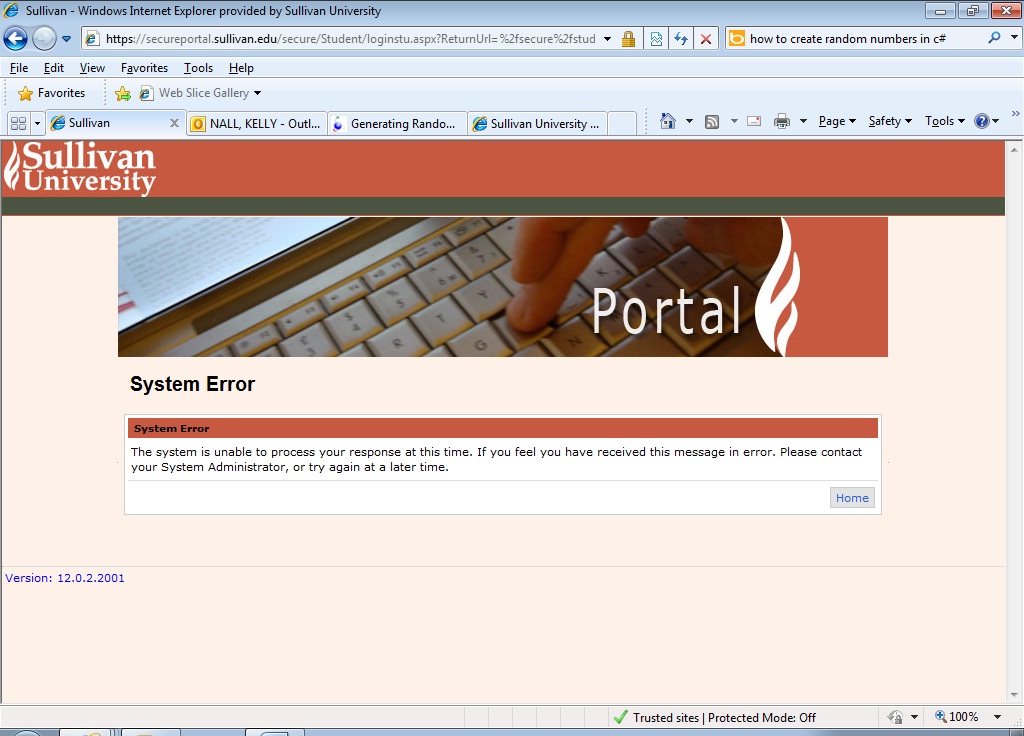 Sullivan - Windows Internet Explorer provided by Sullivan University
https://secureportal.sullivan.edu/secure/Student/loginstu.aspx?ReturnUrl=%2fsecure%2fstud
how to create random numbers in c#
File Edit View Favorites Tools Help
Favorites Web Slice Gallery
Sullivan NALL, KELLY - Outl... Generating Rando... Sullivan University ... Page Safety Tools
Sullivan
University
Portal
System Error
System Error
The system is unable to process your response at this time. If you feel you have received this message in error. Please contact
your System Administrator, or try again at a later time.
Home
Version: 12.0.2.2001
Trusted sites | Protected Mode: Off 100%